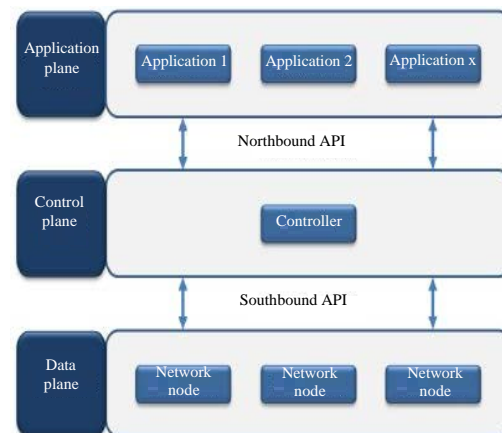 Application
plane
Application 1
Application 2
Application x
Northbound API
Control
plane
Controller
Southbound API
Data
plane
Network
node
Network
node
Network
node